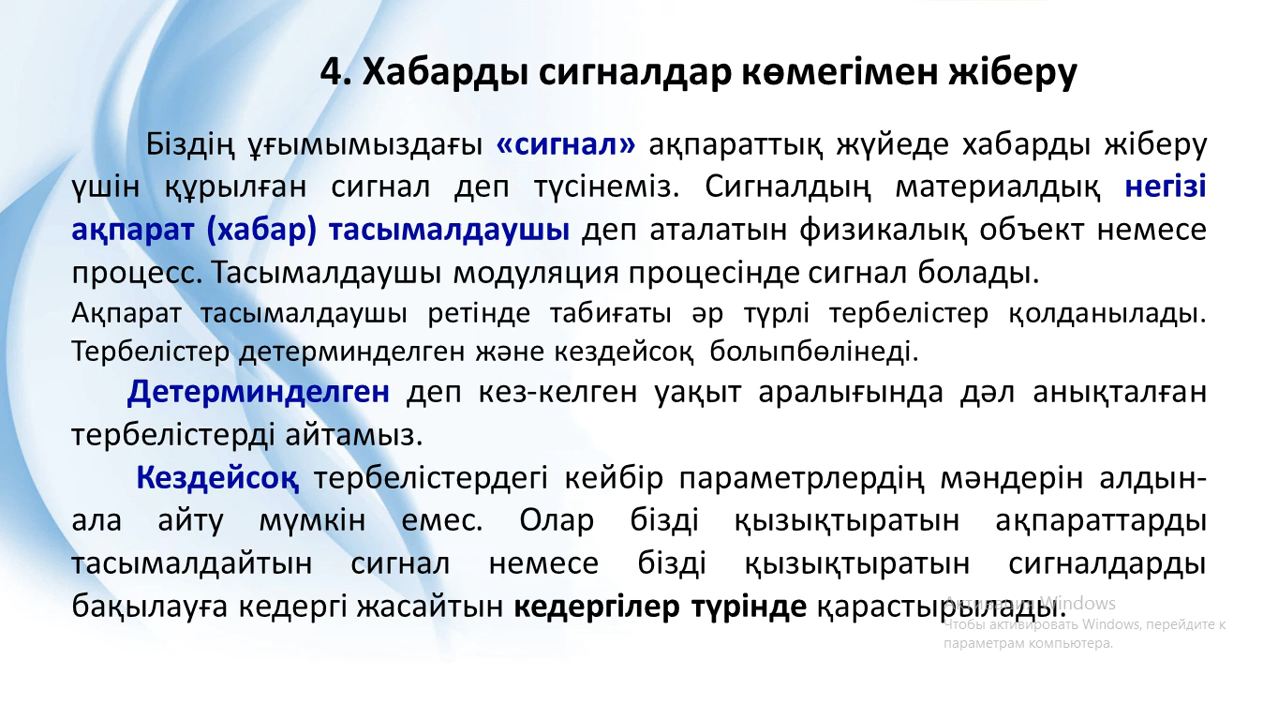 4. Хабарды сигналдар көмегімен жіберу
Біздің ұғымымыздағы «сигнал» ақпараттық жүйеде хабарды жіберу
үшін құрылған сигнал деп түсінеміз. Сигналдың материалдық негізі
ақпарат (хабар) тасымалдаушы деп аталатын физикалық объект немесе
процесс. Тасымалдаушы модуляция процесінде сигнал болады.
Ақпарат тасымалдаушы ретінде табиғаты әр түрлі тербелістер қолданылады.
Тербелістер детерминделген және кездейсоқ болыпбөлінеді.
Детерминделген деп кез-келген уақыт аралығында дәл анықталған
тербелістерді айтамыз.
Кездейсоқ тербелістердегі кейбір параметрлердің мәндерін алдын-
ала айту мүмкін емес. Олар бізді қызықтыратын ақпараттарды
тасымалдайтын сигнал немесе бізді қызықтыратын сигналдарды
бақылауға кедергі жасайтын кедергілер түрінде қарастырылады.
Активация Windows
Чтобы активировать Windows, перейдите к
параметрам компьютера.